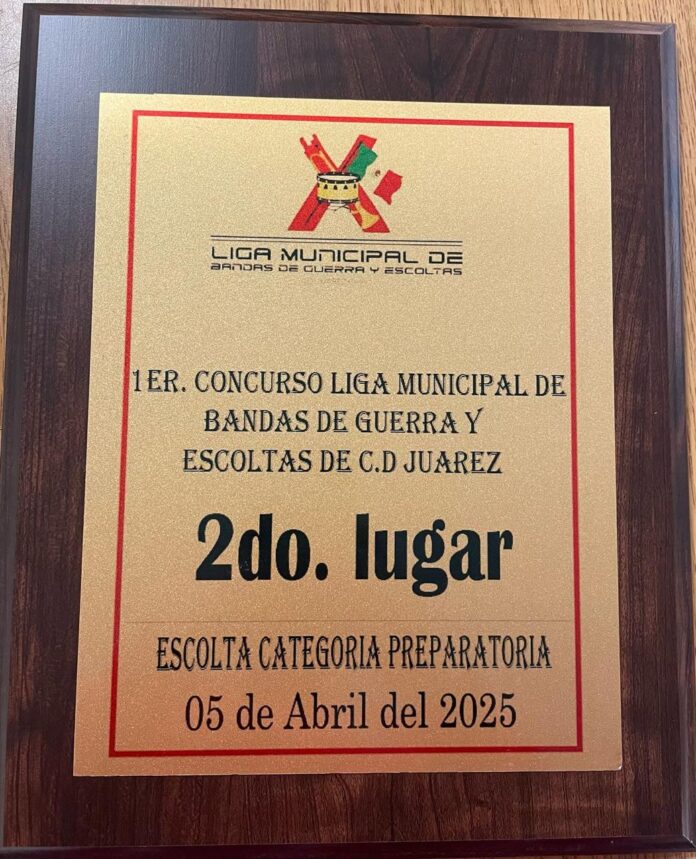 LIGA MUNICIPAL DE
BANDAS DE GUERRA Y ESCOLTAS
1ER. CONCURSO LIGA MUNICIPAL DE
BANDAS DE GUERRA Y
ESCOLTAS DE C.D JUAREZ
2do. lugar
ESCOLTA CATEGORIA PREPARATORIA
05 de Abril del 2025